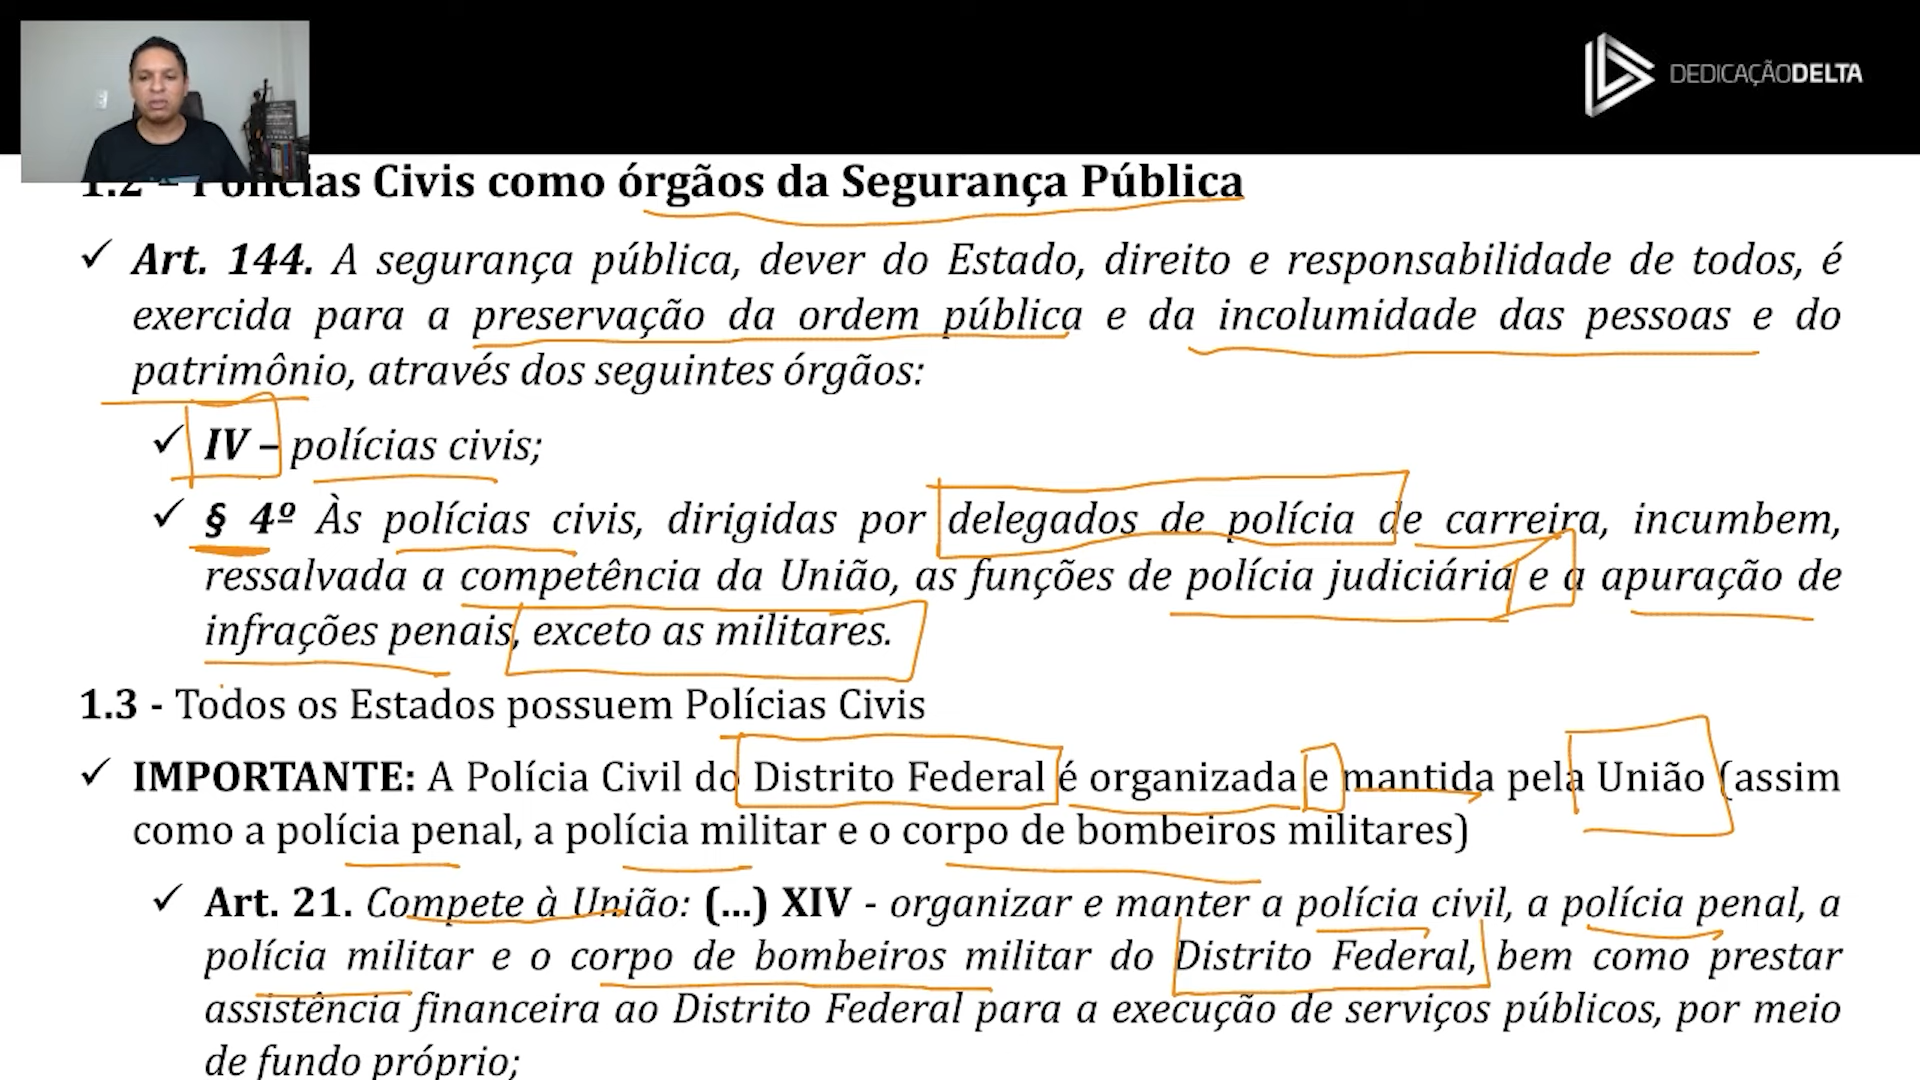 DEDICAÇÃODELTA
1.2 – Polícias Civis como órgãos da Segurança Pública
✓ Art. 144. A segurança pública, dever do Estado, direito e responsabilidade de todos, é
exercida para a preservação da ordem pública e da incolumidade das pessoas e do
patrimônio, através dos seguintes órgãos:
✓ IV – polícias civis;
✓ § 4º Às polícias civis, dirigidas por delegados de polícia de carreira, incumbem,
ressalvada a competência da União, as funções de polícia judiciária e a apuração de
infrações penais, exceto as militares.
1.3 - Todos os Estados possuem Polícias Civis
✓ IMPORTANTE: A Polícia Civil do Distrito Federal é organizada e mantida pela União (assim
como a polícia penal, a polícia militar e o corpo de bombeiros militares)
✓ Art. 21. Compete à União: (...) XIV - organizar e manter a polícia civil, a polícia penal, a
polícia militar e o corpo de bombeiros militar do Distrito Federal, bem como prestar
assistência financeira ao Distrito Federal para a execução de serviços públicos, por meio
de fundo próprio;